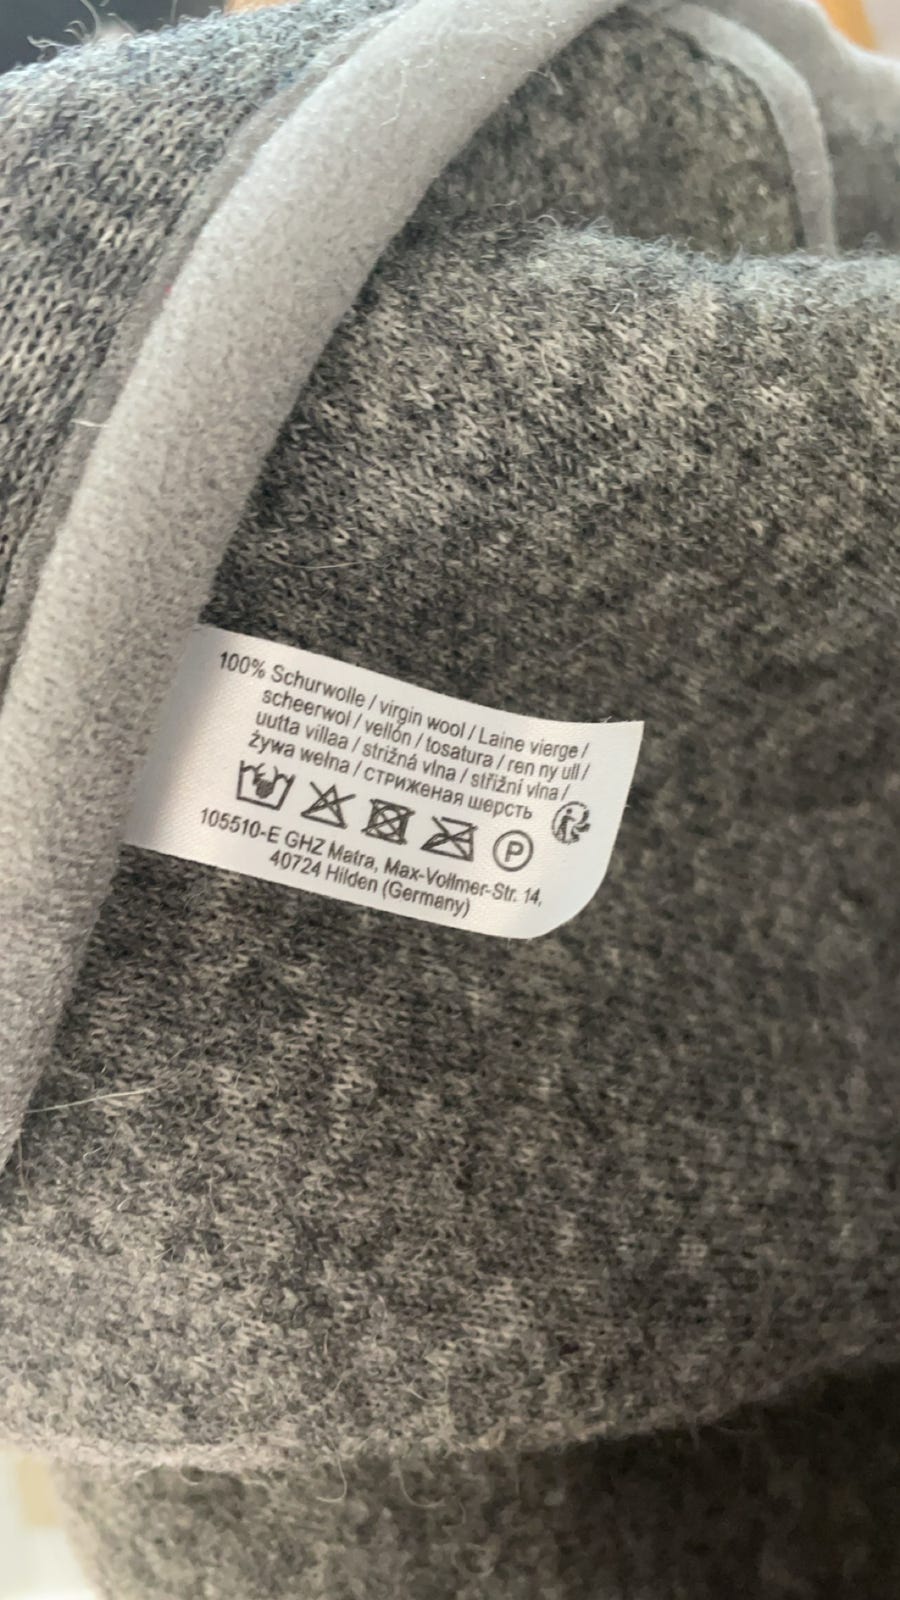 100% Schurwolle / virgin wool / Laine vierge /
scheerwol / vellón / tosatura / ren ny ull /
uutta villaa / strižná vlna / střižní vlna /
żywa wełna / стриженая шерсть
P
105510-E GHZ Matra, Max-Vollmer-Str. 14,
40724 Hilden (Germany)